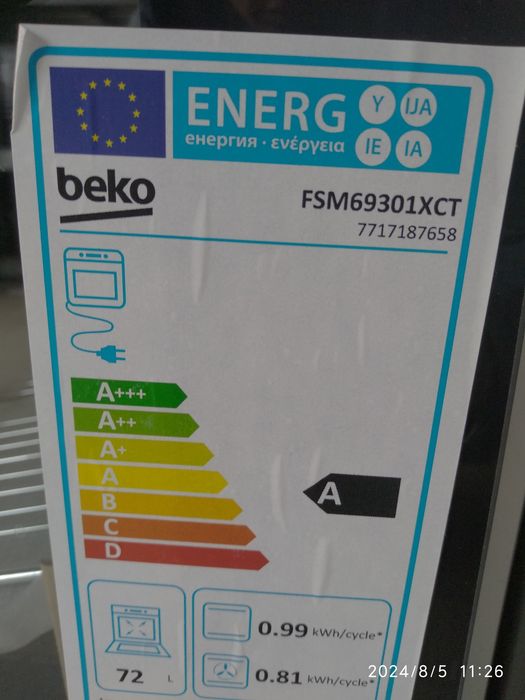 ENERG Y IJA
енергия · ενέργεια IE IA
beko
FSM69301XCT
7717187658
A+++
A++
A+
A
A
B
C
D
0.99 kWh/cycle*
72 L
0.81 kWh/cycle*
2024/8/5 11:26